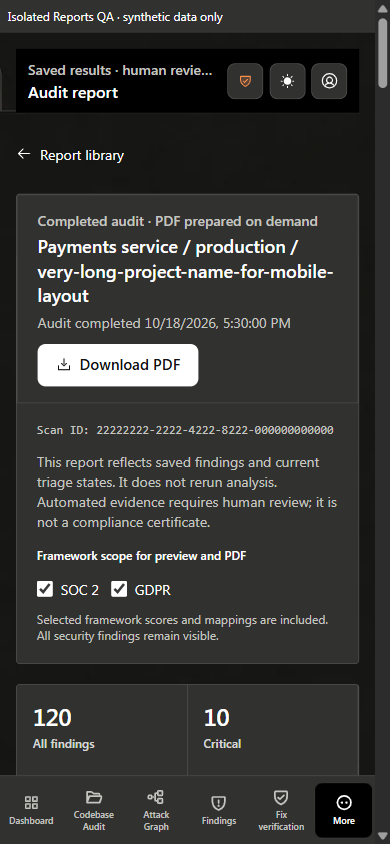 Isolated Reports QA · synthetic data only
Saved results · human revie...
Audit report
Report library
Completed audit · PDF prepared on demand
Payments service / production /
very-long-project-name-for-mobile-
layout
Audit completed 10/18/2026, 5:30:00 PM
Download PDF
Scan ID: 22222222-2222-4222-8222-000000000000
This report reflects saved findings and current
triage states. It does not rerun analysis.
Automated evidence requires human review; it is
not a compliance certificate.
Framework scope for preview and PDF
SOC 2 GDPR
Selected framework scores and mappings are included.
All security findings remain visible.
120 10
All findings Critical
Dashboard Codebase Audit Attack Graph Findings Fix verification More